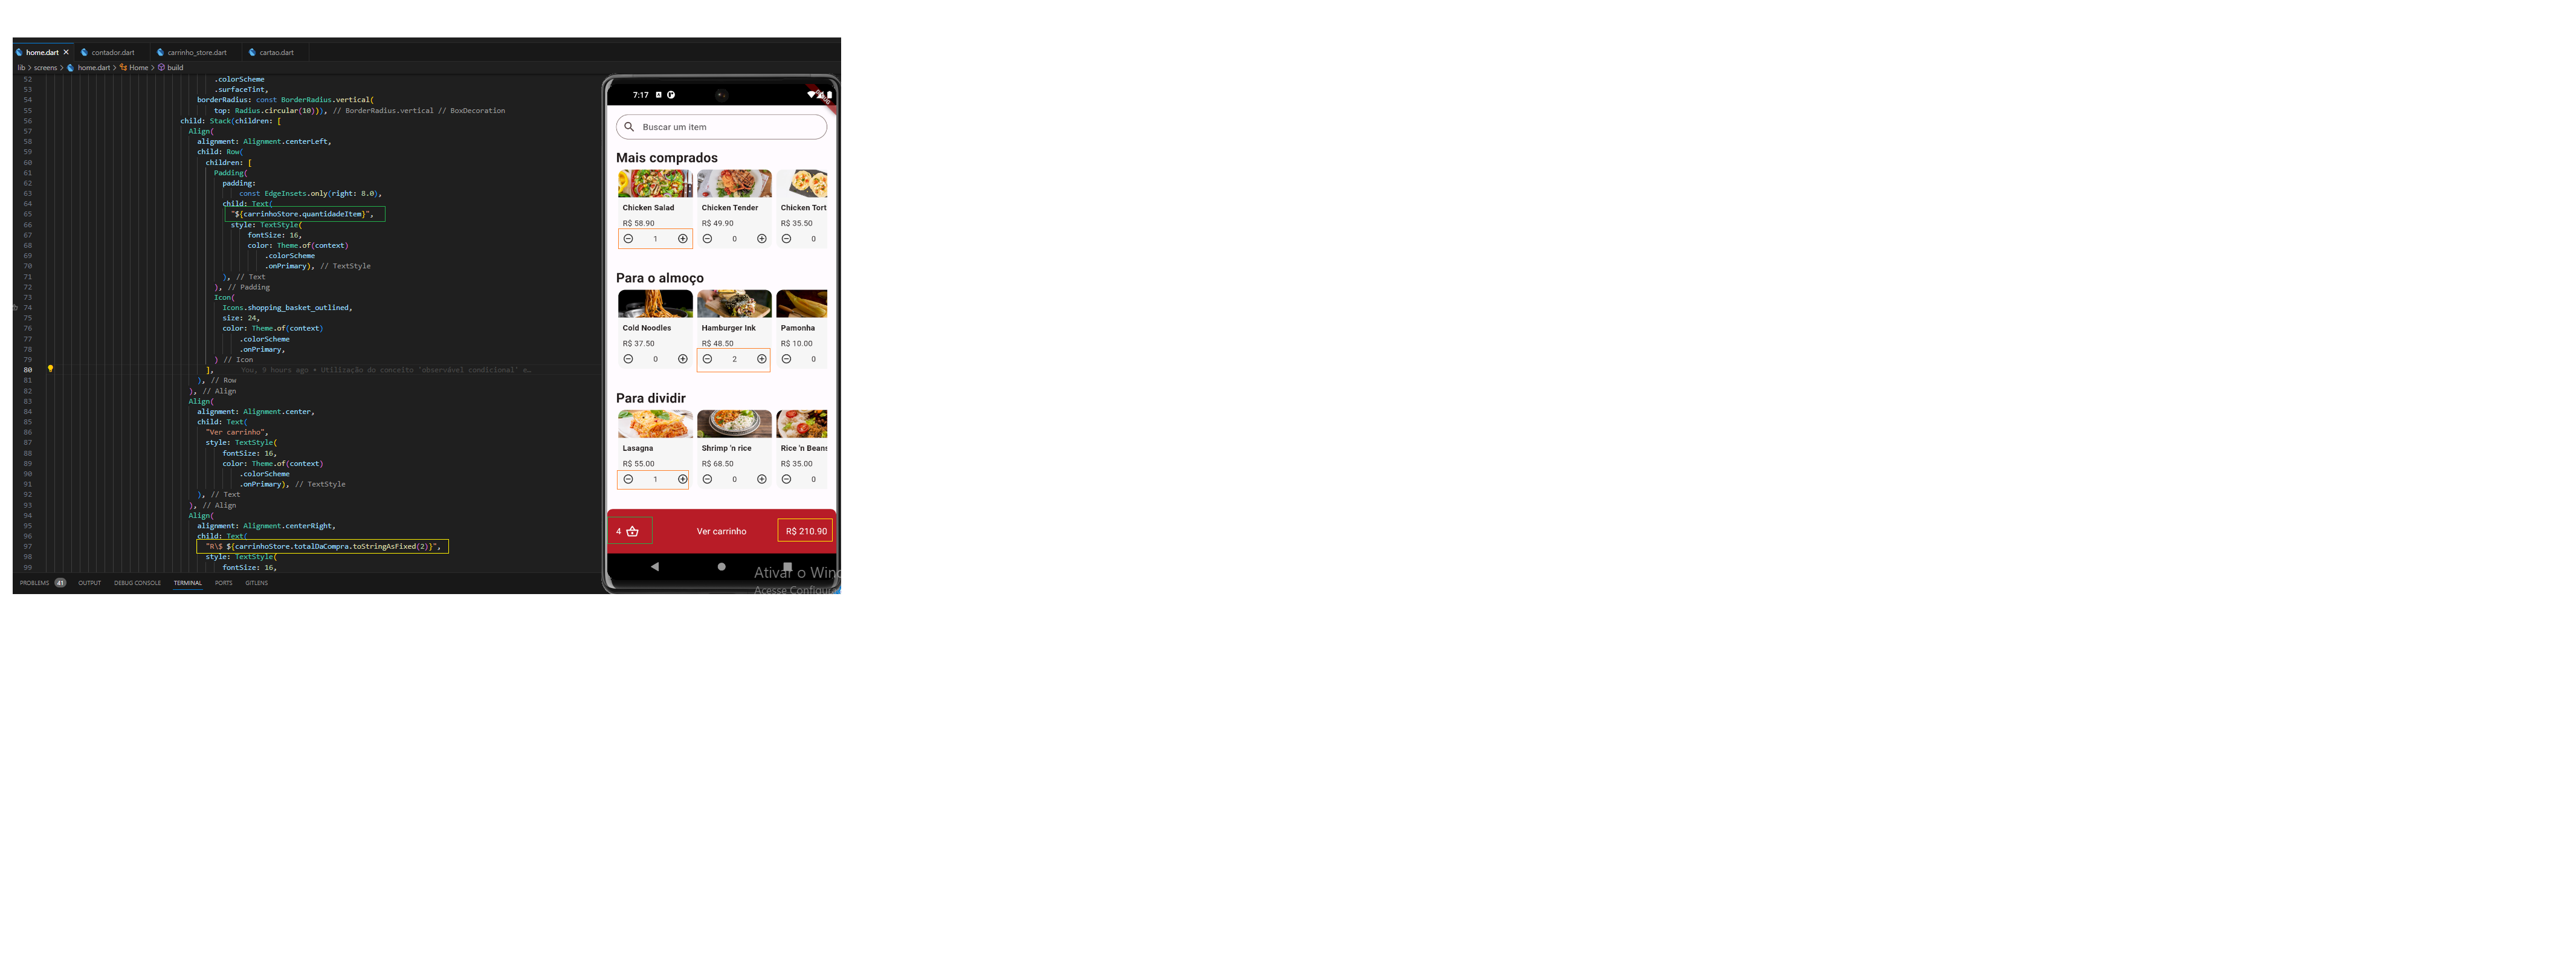 home.dart
contador.dart
carrinho_store.dart
cartao.dart
lib > screens > home.dart > Home > build
52 .colorScheme
53 .surfaceTint,
54 borderRadius: const BorderRadius.vertical(
55 top: Radius.circular(10))), // BorderRadius.vertical // BoxDecoration
56 child: Stack(children: [
57 Align(
58 alignment: Alignment.centerLeft,
59 child: Row(
60 children: [
61 Padding(
62 padding:
63 const EdgeInsets.only(right: 8.0),
64 child: Text(
65 "${carrinhoStore.quantidadeItem}",
66 style: TextStyle(
67 fontSize: 16,
68 color: Theme.of(context)
69 .colorScheme
70 .onPrimary), // TextStyle
71 ), // Text
72 ), // Padding
73 Icon(
74 Icons.shopping_basket_outlined,
75 size: 24,
76 color: Theme.of(context)
77 .colorScheme
78 .onPrimary,
79 ) // Icon
80 ], You, 9 hours ago • Utilização do conceito 'observável condicional' e…
81 ), // Row
82 ), // Align
83 Align(
84 alignment: Alignment.center,
85 child: Text(
86 "Ver carrinho",
87 style: TextStyle(
88 fontSize: 16,
89 color: Theme.of(context)
90 .colorScheme
91 .onPrimary), // TextStyle
92 ), // Text
93 ), // Align
94 Align(
95 alignment: Alignment.centerRight,
96 child: Text(
97 "R\$ ${carrinhoStore.totalDaCompra.toStringAsFixed(2)}",
98 style: TextStyle(
99 fontSize: 16,
PROBLEMS 41 OUTPUT DEBUG CONSOLE TERMINAL PORTS GITLENS
7:17
Buscar um item
Mais comprados
Chicken Salad Chicken Tender Chicken Tort
R$ 58.90 R$ 49.90 R$ 35.50
1 0 0
Para o almoço
Cold Noodles Hamburger Ink Pamonha
R$ 37.50 R$ 48.50 R$ 10.00
0 2 0
Para dividir
Lasagna Shrimp 'n rice Rice 'n Beans
R$ 55.00 R$ 68.50 R$ 35.00
1 0 0
4 Ver carrinho R$ 210.90
Ativar o Wind
Acesse Configura